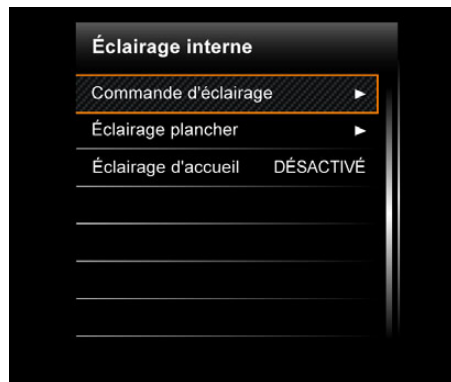 Éclairage interne
Commande d'éclairage ►
Éclairage plancher ►
Éclairage d'accueil DÉSACTIVÉ